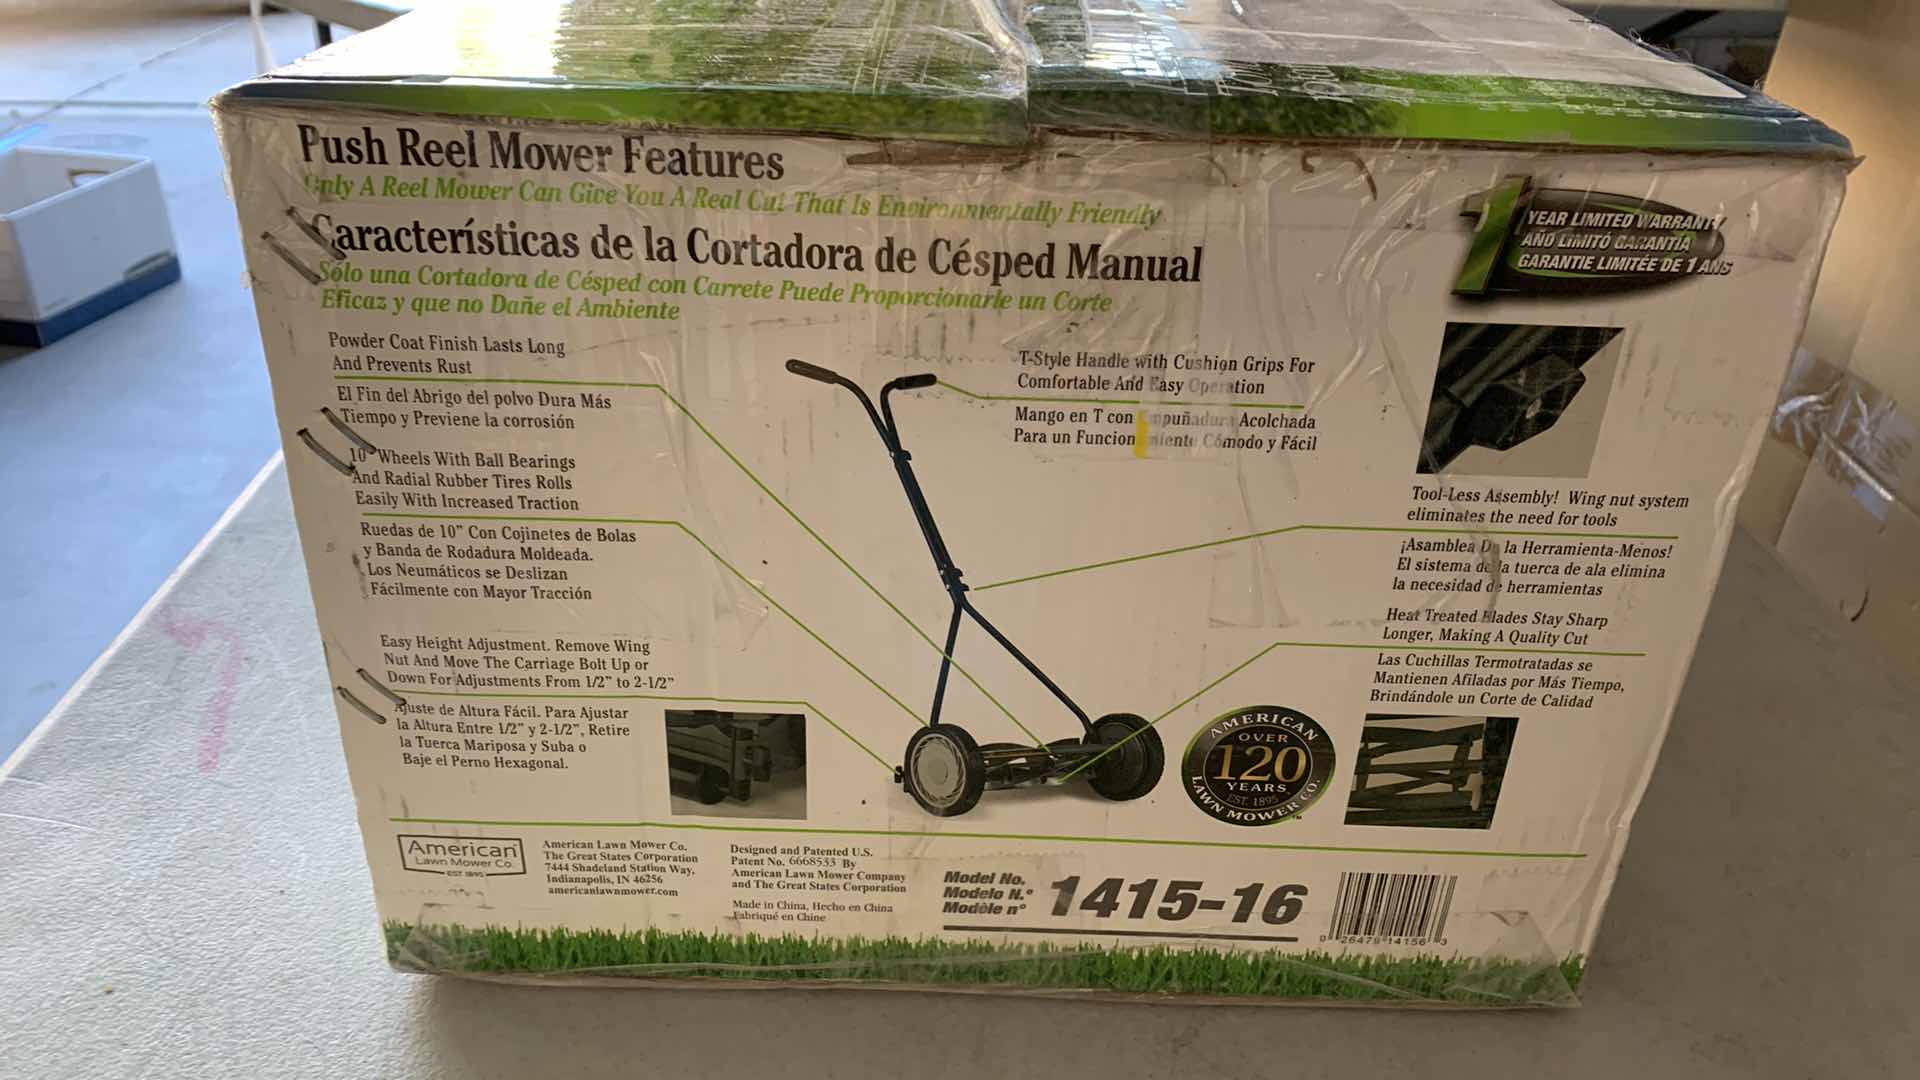 Push Reel Mower Features
Only A Reel Mower Can Give You A Real Cut That Is Environmentally Friendly
Características de la Cortadora de Césped Manual
Sólo una Cortadora de Césped con Carrete Puede Proporcionarle un Corte
Eficaz y que no Dañe el Ambiente
1
YEAR LIMITED WARRANTY
AÑO LIMITÓ GARANTIA
GARANTIE LIMITÉE DE 1 ANS
Powder Coat Finish Lasts Long
And Prevents Rust
El Fin del Abrigo del polvo Dura Más
Tiempo y Previene la corrosión
10" Wheels With Ball Bearings
And Radial Rubber Tires Rolls
Easily With Increased Traction
Ruedas de 10" Con Cojinetes de Bolas
y Banda de Rodadura Moldeada.
Los Neumáticos se Deslizan
Fácilmente con Mayor Tracción
Easy Height Adjustment. Remove Wing
Nut And Move The Carriage Bolt Up or
Down For Adjustments From 1/2" to 2-1/2"
Ajuste de Altura Fácil. Para Ajustar
la Altura Entre 1/2" y 2-1/2", Retire
la Tuerca Mariposa y Suba o
Baje el Perno Hexagonal.
T-Style Handle with Cushion Grips For
Comfortable And Easy Operation
Mango en T con Empuñadura Acolchada
Para un Funcionamiento Cómodo y Fácil
Tool-Less Assembly! Wing nut system
eliminates the need for tools
¡Asamblea De la Herramienta-Menos!
El sistema de la tuerca de ala elimina
la necesidad de herramientas
Heat Treated Blades Stay Sharp
Longer, Making A Quality Cut
Las Cuchillas Termotratadas se
Mantienen Afiladas por Más Tiempo,
Brindándole un Corte de Calidad
AMERICAN
OVER
120
YEARS
EST. 1895
LAWN MOWER CO.
American
Lawn Mower Co.
EST 1895
American Lawn Mower Co.
The Great States Corporation
7444 Shadeland Station Way.
Indianapolis, IN 46256
americanlawnmower.com
Designed and Patented U.S.
Patent No. 6668533 By
American Lawn Mower Company
and The Great States Corporation
Made in China, Hecho en China
Fabriqué en Chine
Model No.
Modelo N.º
Modèle nº
1415-16
0 26479 14156 3